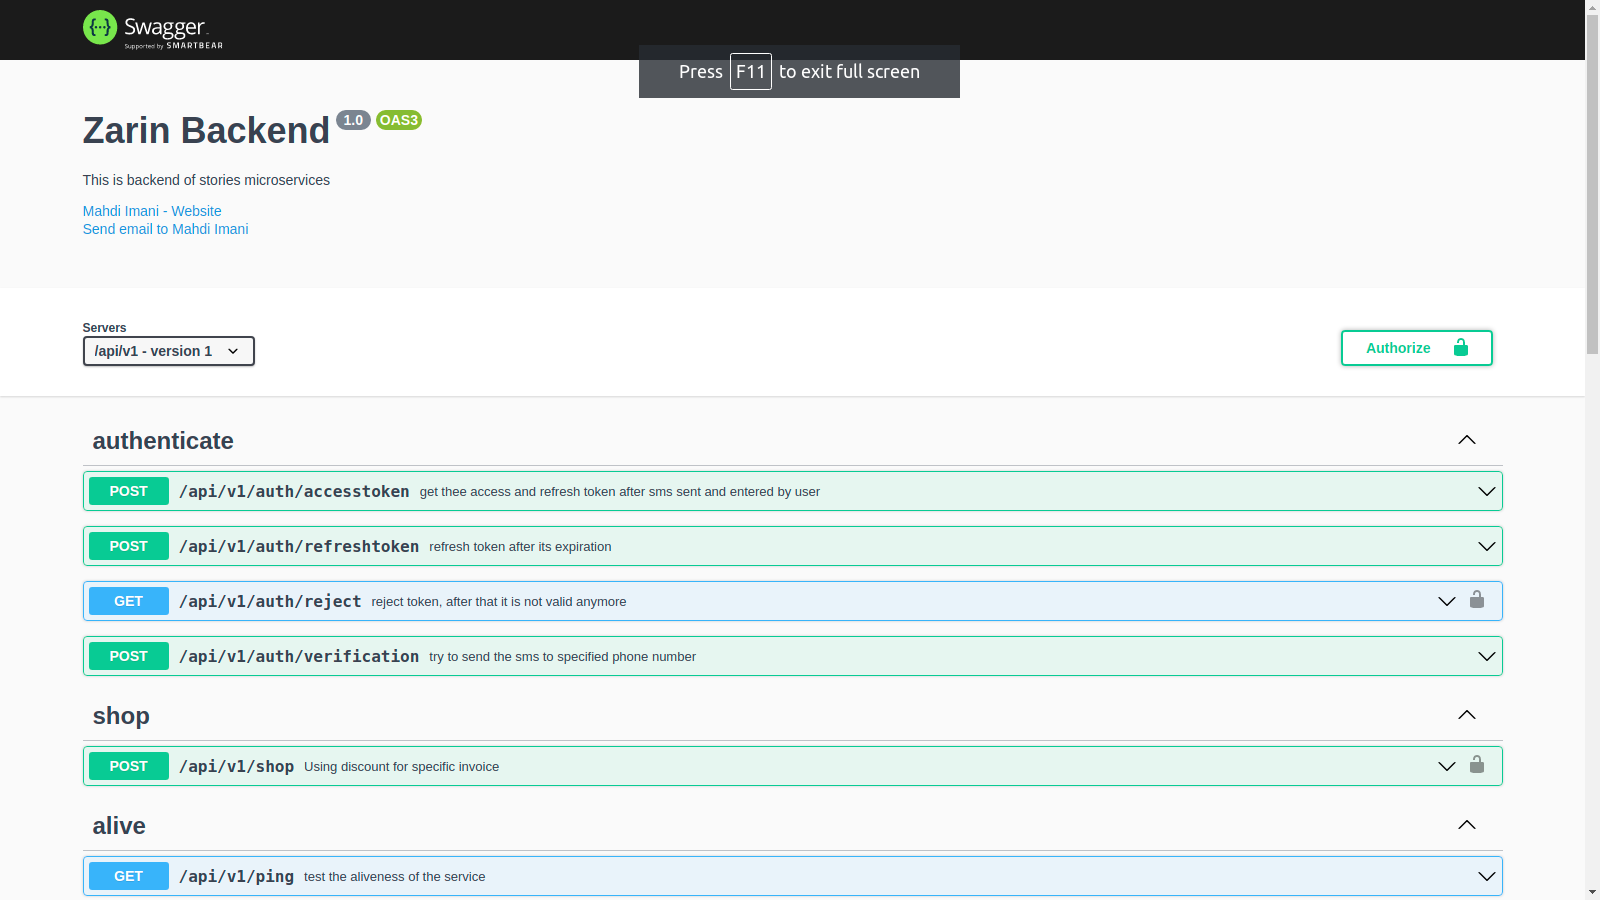 Swagger
Supported by SMARTBEAR
Press F11 to exit full screen
Zarin Backend 1.0 OAS3
This is backend of stories microservices
Mahdi Imani - Website
Send email to Mahdi Imani
Servers
/api/v1 - version 1
Authorize
authenticate
POST /api/v1/auth/accesstoken get thee access and refresh token after sms sent and entered by user
POST /api/v1/auth/refreshtoken refresh token after its expiration
GET /api/v1/auth/reject reject token, after that it is not valid anymore
POST /api/v1/auth/verification try to send the sms to specified phone number
shop
POST /api/v1/shop Using discount for specific invoice
alive
GET /api/v1/ping test the aliveness of the service